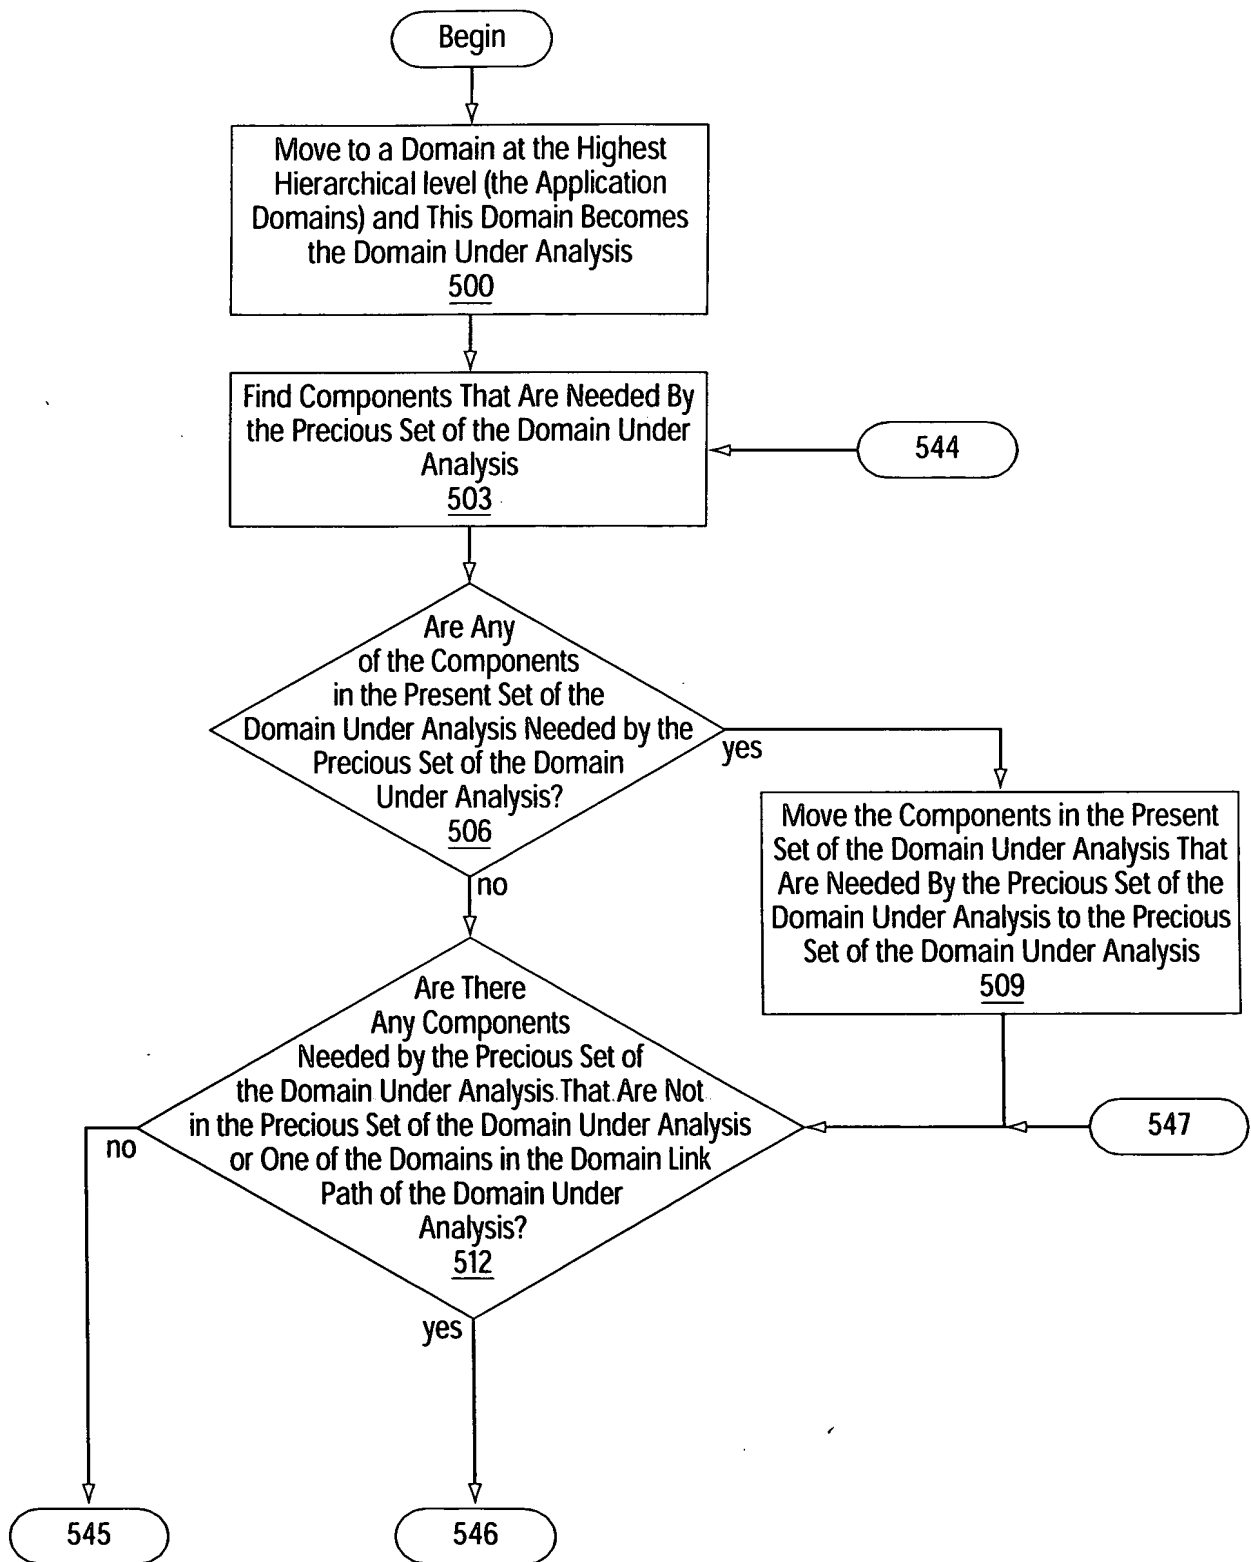 Begin
Move to a Domain at the Highest
Hierarchical level (the Application
Domains) and This Domain Becomes
the Domain Under Analysis
500
Find Components That Are Needed By
the Precious Set of the Domain Under
Analysis
503
544
Are Any
of the Components
in the Present Set of the
Domain Under Analysis Needed by the
Precious Set of the Domain
Under Analysis?
506
yes
no
Move the Components in the Present
Set of the Domain Under Analysis That
Are Needed By the Precious Set of the
Domain Under Analysis to the Precious
Set of the Domain Under Analysis
509
Are There
Any Components
Needed by the Precious Set of
the Domain Under Analysis That Are Not
in the Precious Set of the Domain Under Analysis
or One of the Domains in the Domain Link
Path of the Domain Under
Analysis?
512
547
no
yes
545
546